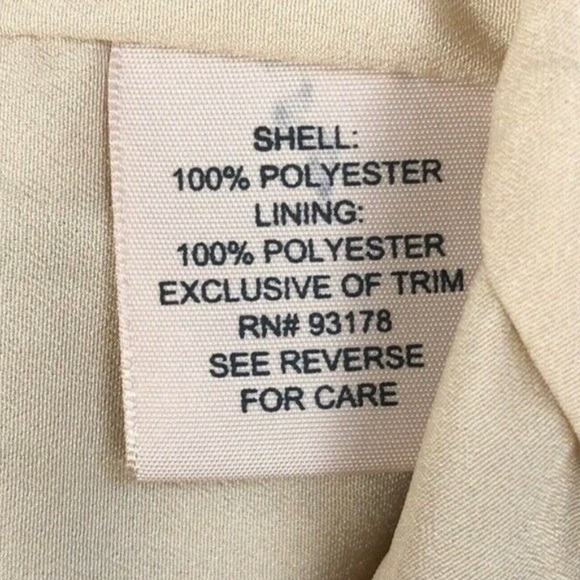 SHELL:
100% POLYESTER
LINING:
100% POLYESTER
EXCLUSIVE OF TRIM
RN# 93178
SEE REVERSE
FOR CARE